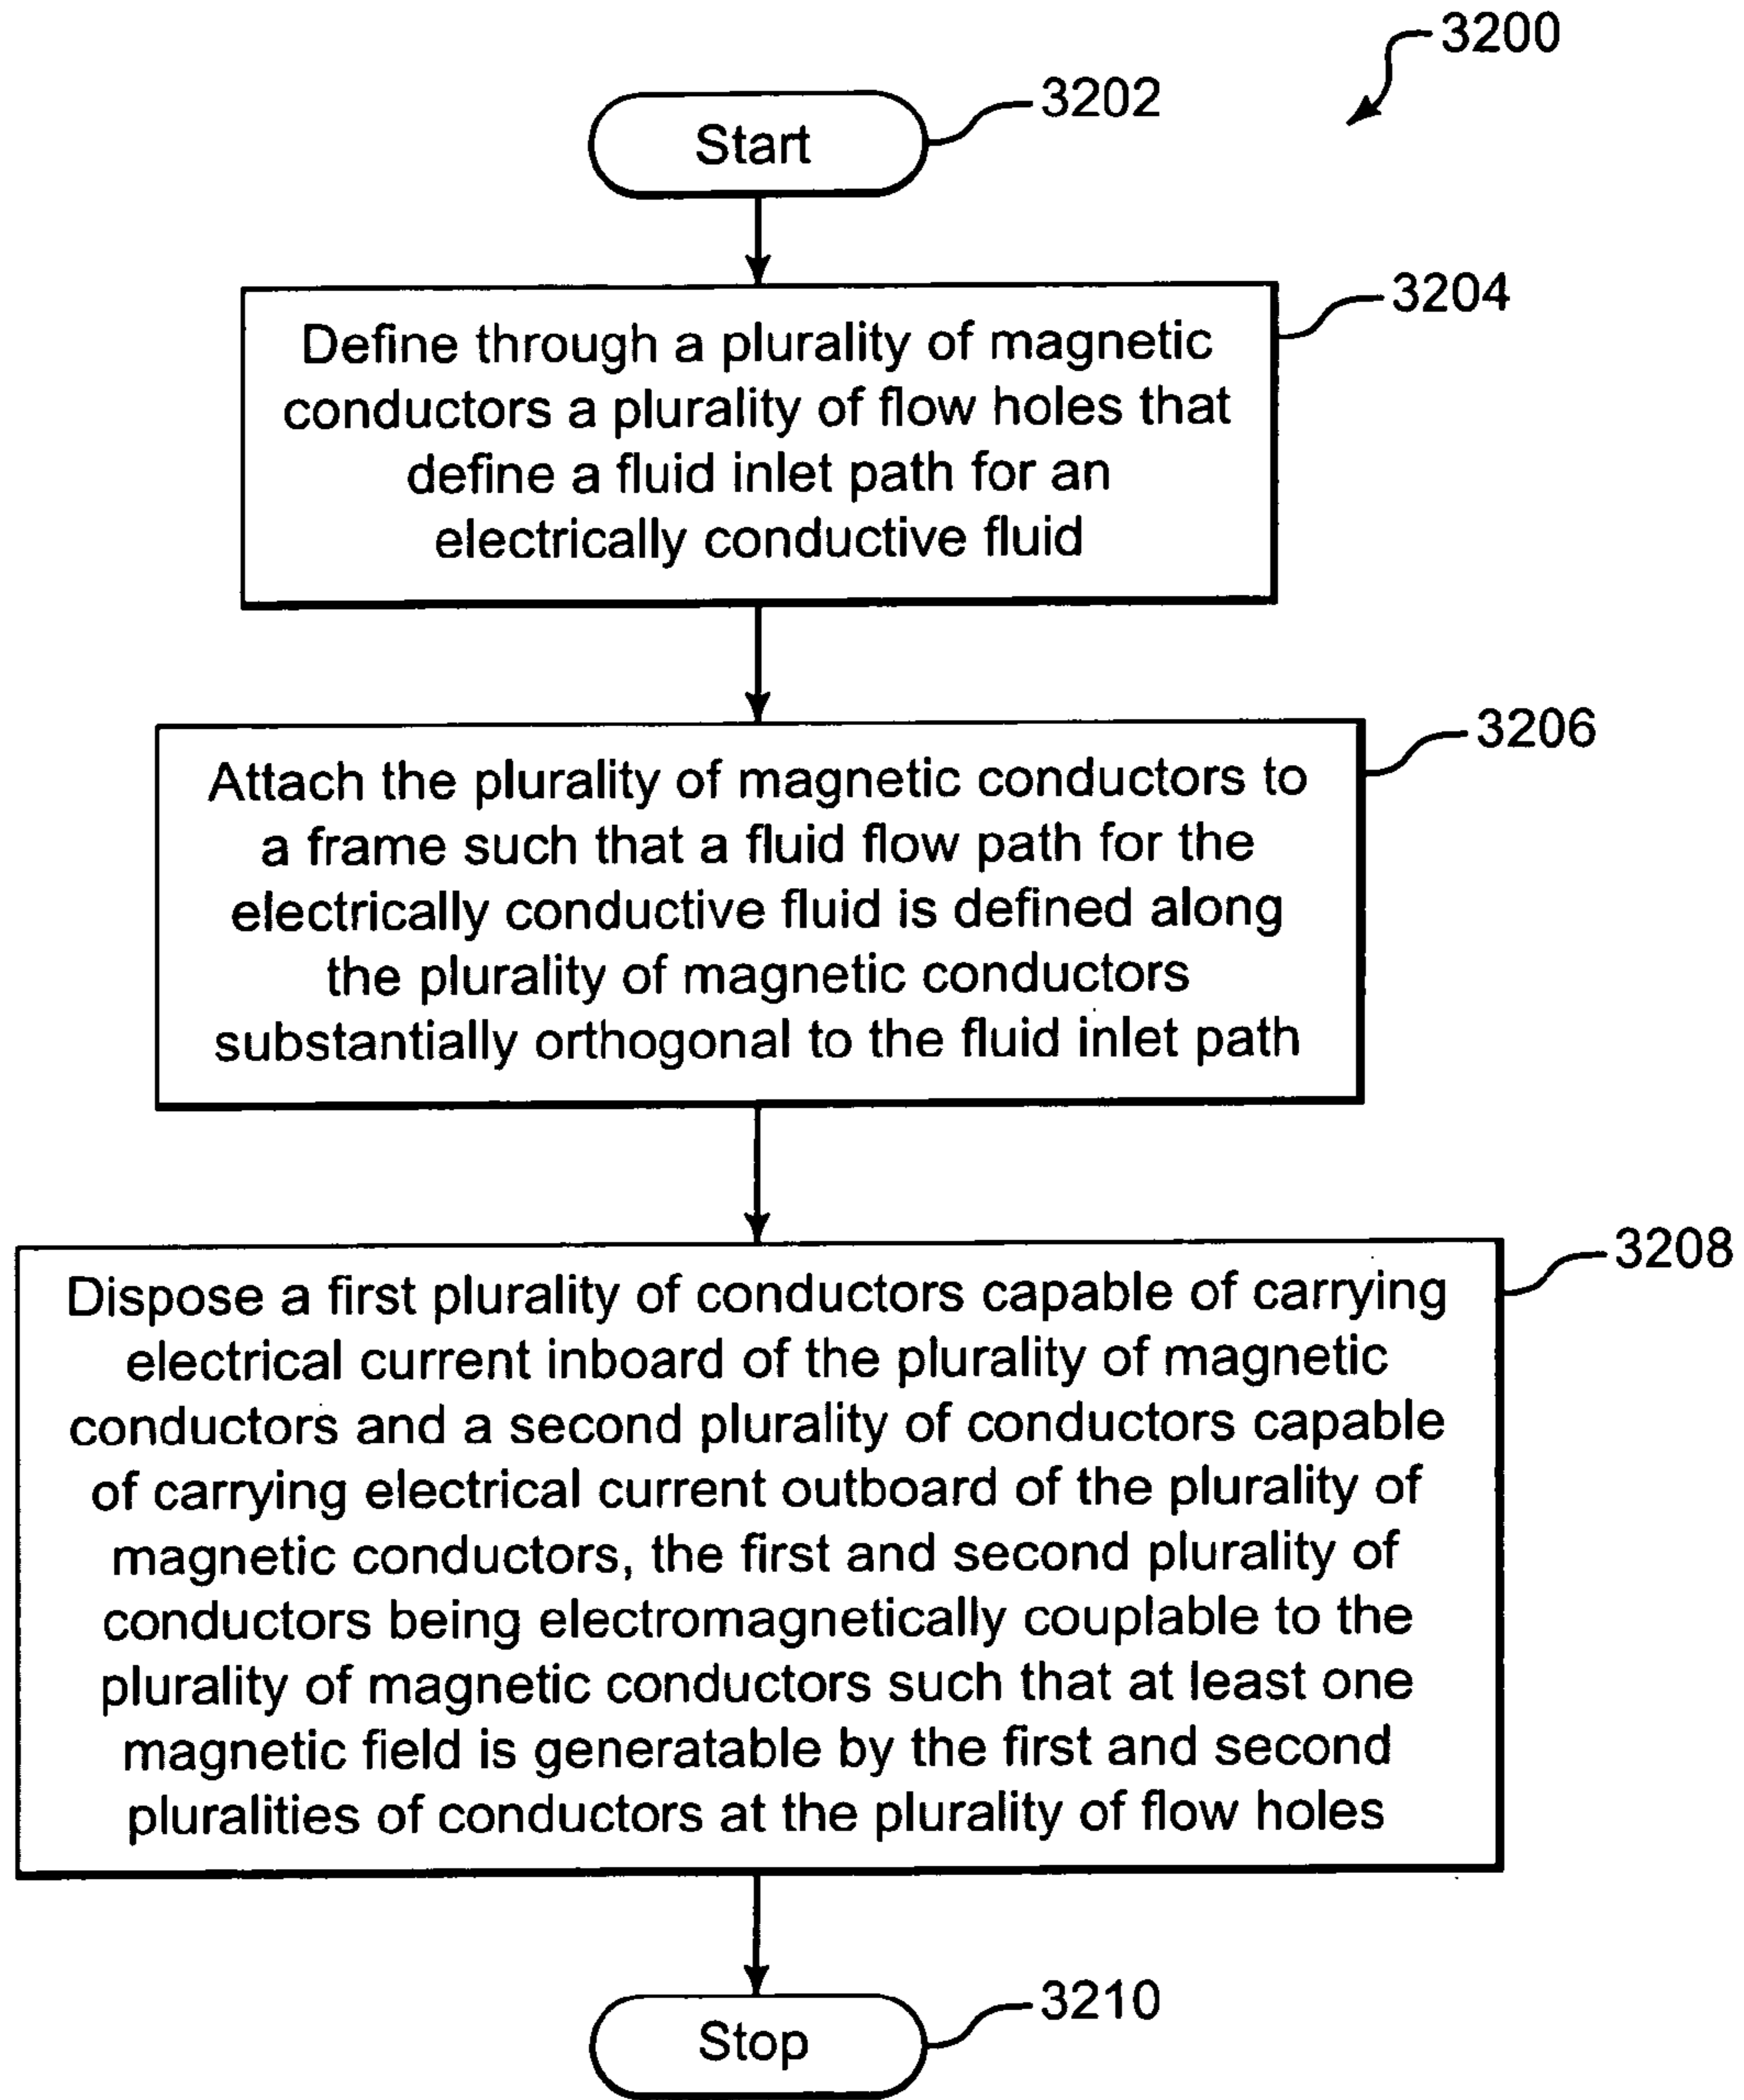 3200
3202
Start
3204
Define through a plurality of magnetic
conductors a plurality of flow holes that
define a fluid inlet path for an
electrically conductive fluid
3206
Attach the plurality of magnetic conductors to
a frame such that a fluid flow path for the
electrically conductive fluid is defined along
the plurality of magnetic conductors
substantially orthogonal to the fluid inlet path
3208
Dispose a first plurality of conductors capable of carrying
electrical current inboard of the plurality of magnetic
conductors and a second plurality of conductors capable
of carrying electrical current outboard of the plurality of
magnetic conductors, the first and second plurality of
conductors being electromagnetically couplable to the
plurality of magnetic conductors such that at least one
magnetic field is generatable by the first and second
pluralities of conductors at the plurality of flow holes
3210
Stop